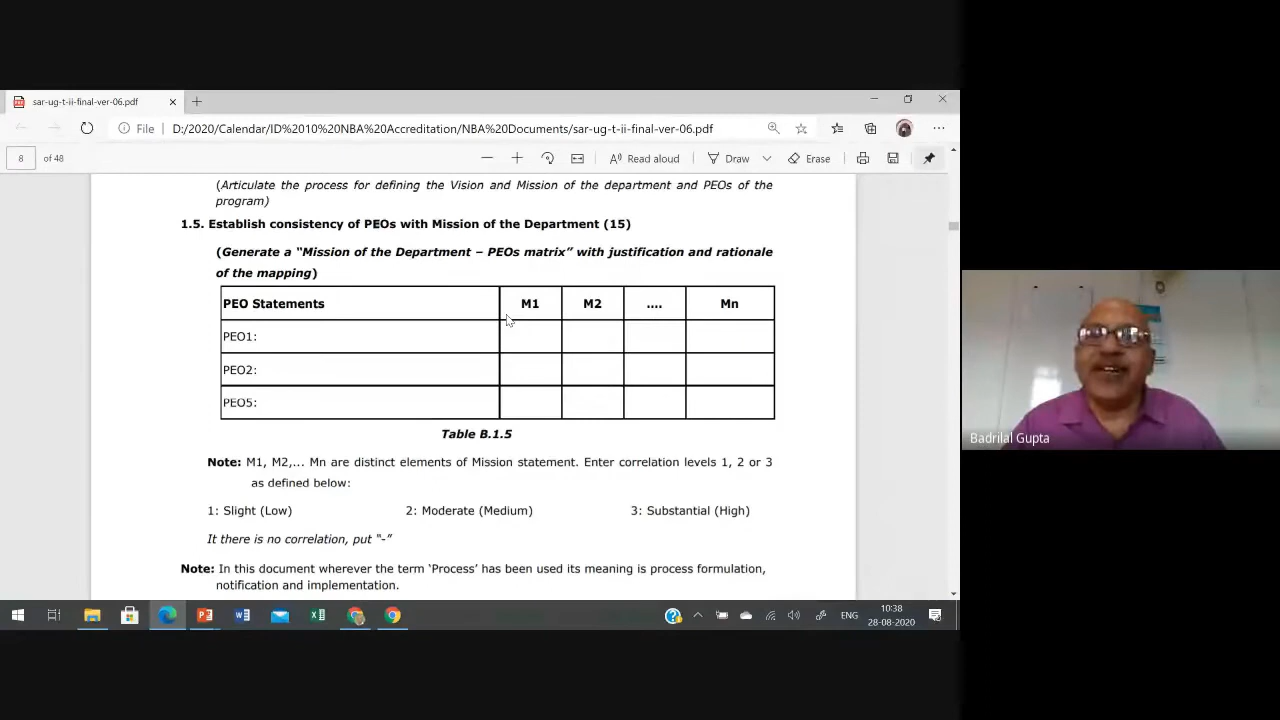 sar-ug-t-ii-final-ver-06.pdf
File | D:/2020/Calendar/ID%2010%20NBA%20Accreditation/NBA%20Documents/sar-ug-t-ii-final-ver-06.pdf
8 of 48 Read aloud Draw Erase
(Articulate the process for defining the Vision and Mission of the department and PEOs of the
program)
1.5. Establish consistency of PEOs with Mission of the Department (15)
(Generate a “Mission of the Department – PEOs matrix” with justification and rationale
of the mapping)
PEO Statements M1 M2 .... Mn
PEO1:
PEO2:
PEO5:
Table B.1.5
Note: M1, M2,... Mn are distinct elements of Mission statement. Enter correlation levels 1, 2 or 3
as defined below:
1: Slight (Low) 2: Moderate (Medium) 3: Substantial (High)
It there is no correlation, put “-”
Note: In this document wherever the term ‘Process’ has been used its meaning is process formulation,
notification and implementation.
ENG
10:38
28-08-2020
Badrilal Gupta